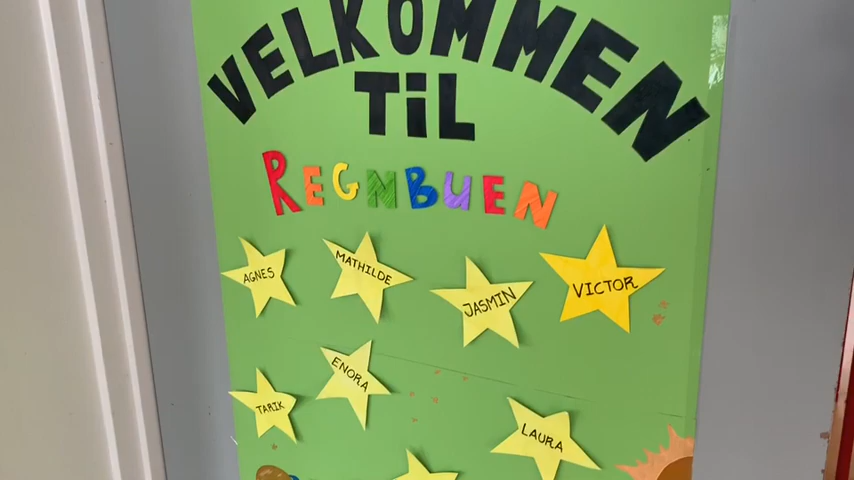 VELKOMMEN
TiL
REGNBUEN
AGNES
MATHILDE
JASMIN
VICTOR
TARIK
ENORA
LAURA